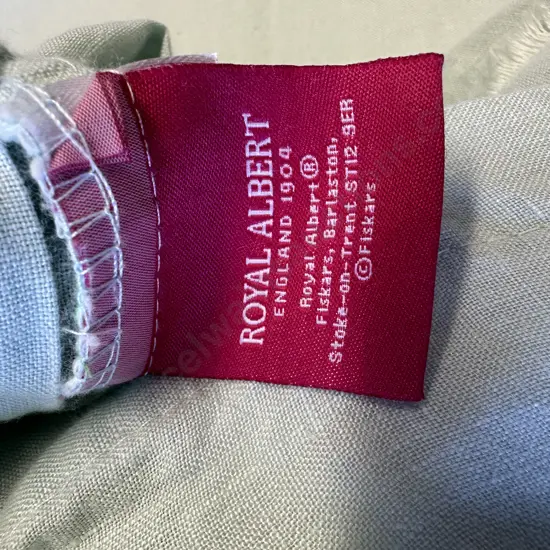 ROYAL ALBERT
ENGLAND 1904
Royal Albert®
Fiskars, Barlaston,
Stoke-on-Trent ST12 9ER
©Fiskars